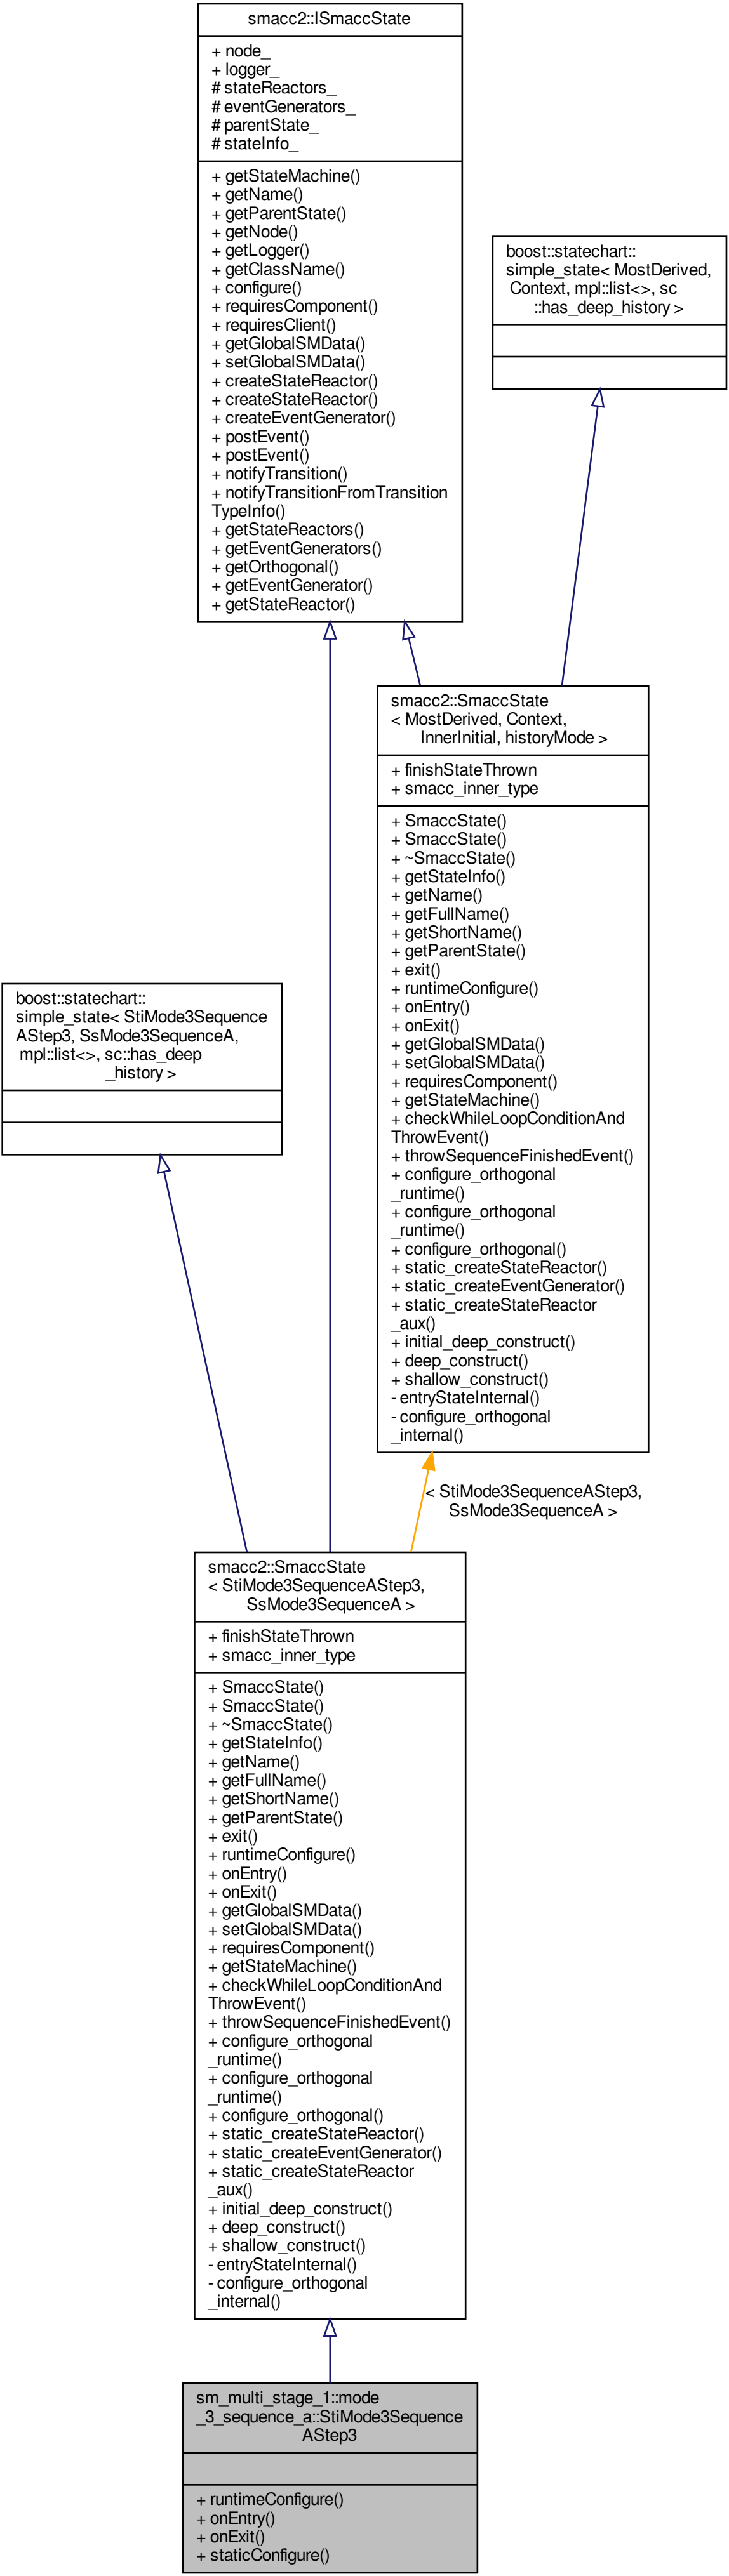 smacc2::ISmaccState
+ node_
+ logger_
# stateReactors_
# eventGenerators_
# parentState_
# stateInfo_
+ getStateMachine()
+ getName()
+ getParentState()
+ getNode()
+ getLogger()
+ getClassName()
+ configure()
+ requiresComponent()
+ requiresClient()
+ getGlobalSMData()
+ setGlobalSMData()
+ createStateReactor()
+ createStateReactor()
+ createEventGenerator()
+ postEvent()
+ postEvent()
+ notifyTransition()
+ notifyTransitionFromTransition
TypeInfo()
+ getStateReactors()
+ getEventGenerators()
+ getOrthogonal()
+ getEventGenerator()
+ getStateReactor()
boost::statechart::
simple_state< MostDerived,
Context, mpl::list<>, sc
::has_deep_history >
smacc2::SmaccState
< MostDerived, Context,
InnerInitial, historyMode >
+ finishStateThrown
+ smacc_inner_type
+ SmaccState()
+ SmaccState()
+ ~SmaccState()
+ getStateInfo()
+ getName()
+ getFullName()
+ getShortName()
+ getParentState()
+ exit()
+ runtimeConfigure()
+ onEntry()
+ onExit()
+ getGlobalSMData()
+ setGlobalSMData()
+ requiresComponent()
+ getStateMachine()
+ checkWhileLoopConditionAnd
ThrowEvent()
+ throwSequenceFinishedEvent()
+ configure_orthogonal
_runtime()
+ configure_orthogonal
_runtime()
+ configure_orthogonal()
+ static_createStateReactor()
+ static_createEventGenerator()
+ static_createStateReactor
_aux()
+ initial_deep_construct()
+ deep_construct()
+ shallow_construct()
- entryStateInternal()
- configure_orthogonal
_internal()
boost::statechart::
simple_state< StiMode3Sequence
AStep3, SsMode3SequenceA,
mpl::list<>, sc::has_deep
_history >
< StiMode3SequenceAStep3,
SsMode3SequenceA >
smacc2::SmaccState
< StiMode3SequenceAStep3,
SsMode3SequenceA >
+ finishStateThrown
+ smacc_inner_type
+ SmaccState()
+ SmaccState()
+ ~SmaccState()
+ getStateInfo()
+ getName()
+ getFullName()
+ getShortName()
+ getParentState()
+ exit()
+ runtimeConfigure()
+ onEntry()
+ onExit()
+ getGlobalSMData()
+ setGlobalSMData()
+ requiresComponent()
+ getStateMachine()
+ checkWhileLoopConditionAnd
ThrowEvent()
+ throwSequenceFinishedEvent()
+ configure_orthogonal
_runtime()
+ configure_orthogonal
_runtime()
+ configure_orthogonal()
+ static_createStateReactor()
+ static_createEventGenerator()
+ static_createStateReactor
_aux()
+ initial_deep_construct()
+ deep_construct()
+ shallow_construct()
- entryStateInternal()
- configure_orthogonal
_internal()
sm_multi_stage_1::mode
_3_sequence_a::StiMode3Sequence
AStep3
+ runtimeConfigure()
+ onEntry()
+ onExit()
+ staticConfigure()